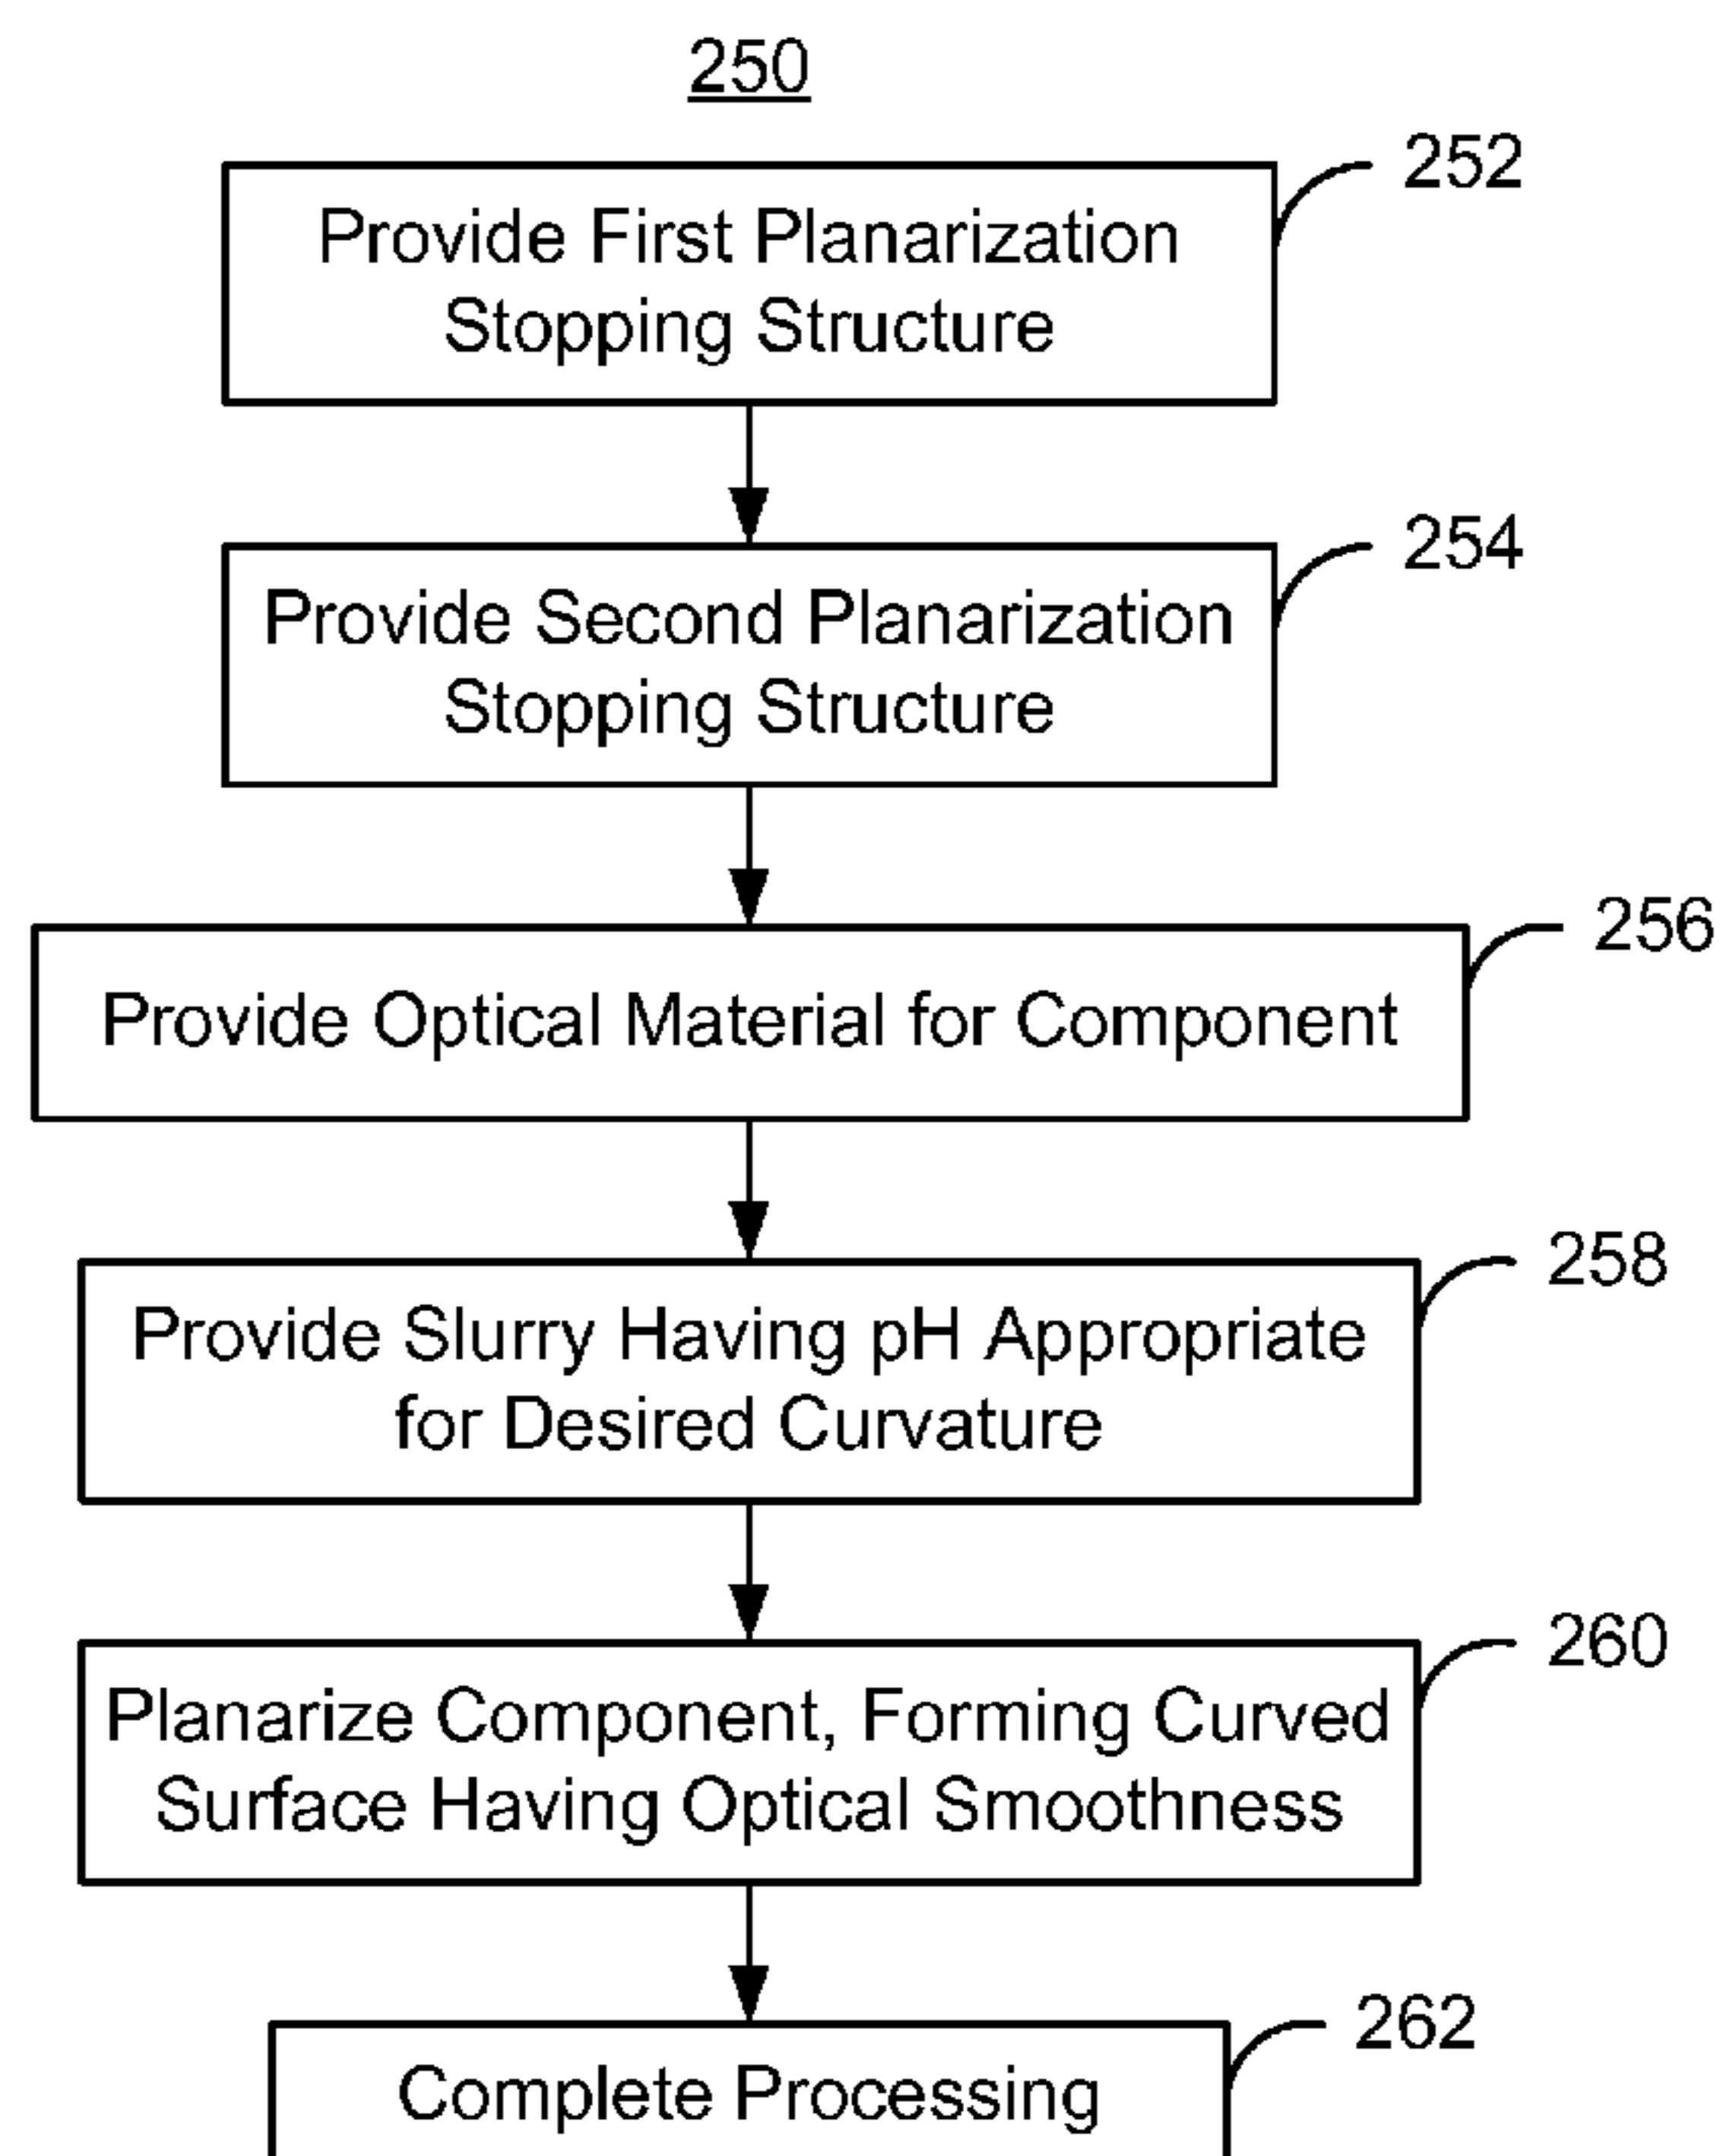 250
252
Provide First Planarization
Stopping Structure
254
Provide Second Planarization
Stopping Structure
256
Provide Optical Material for Component
258
Provide Slurry Having pH Appropriate
for Desired Curvature
260
Planarize Component, Forming Curved
Surface Having Optical Smoothness
262
Complete Processing